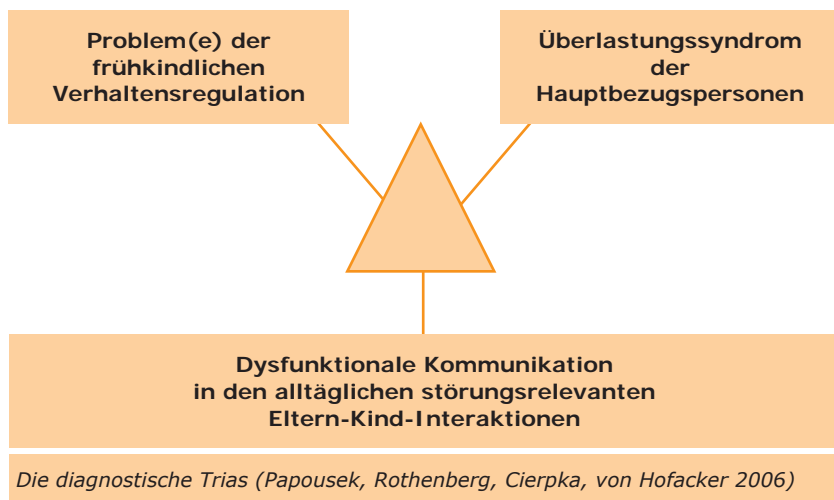 Problem(e) der
frühkindlichen
Verhaltensregulation
Überlastungssyndrom
der
Hauptbezugspersonen
Dysfunktionale Kommunikation
in den alltäglichen störungsrelevanten
Eltern-Kind-Interaktionen
Die diagnostische Trias (Papousek, Rothenberg, Cierpka, von Hofacker 2006)